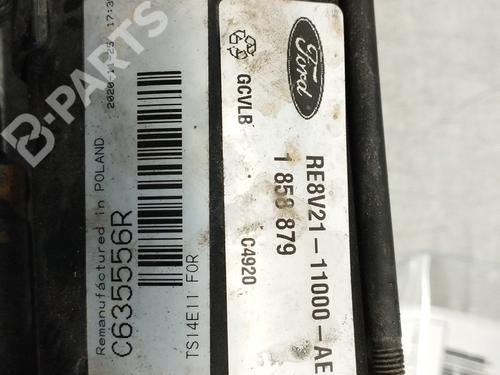 B-PARTS
Remanufactured in POLAND
C635556R
TS14E11 FOR
Ford
GCVLB
RE8V21-11000-AE
1 858 879
C4920